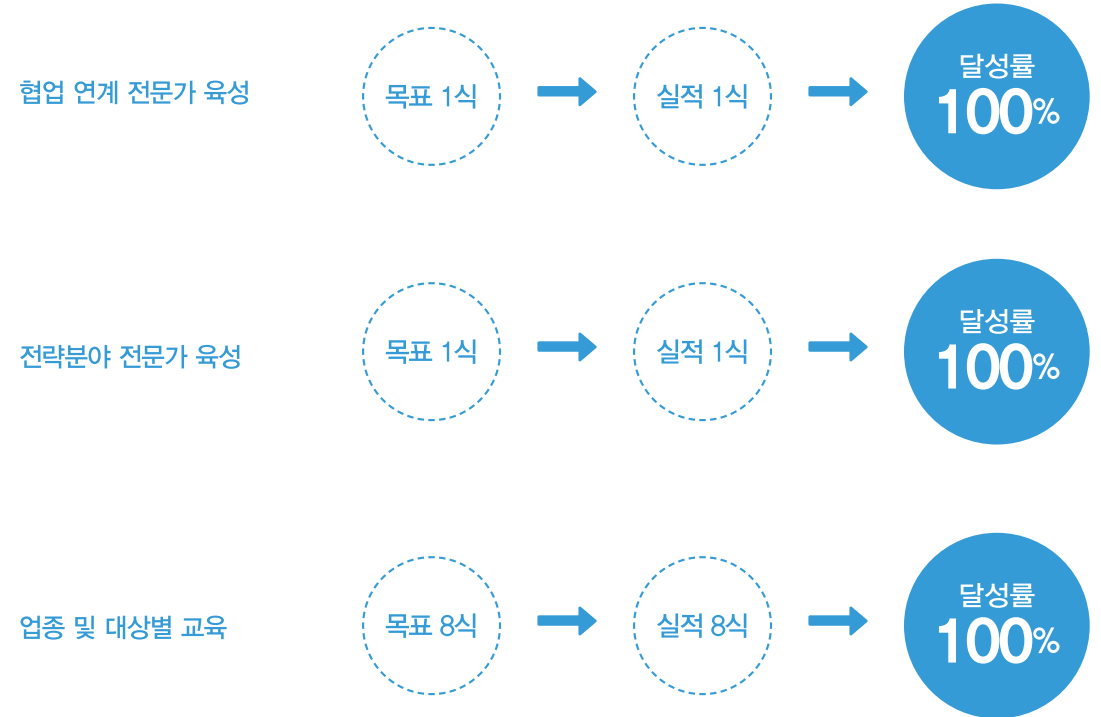 협업 연계 전문가 육성
목표 1식
실적 1식
달성률
100%
전략분야 전문가 육성
목표 1식
실적 1식
달성률
100%
업종 및 대상별 교육
목표 8식
실적 8식
달성률
100%